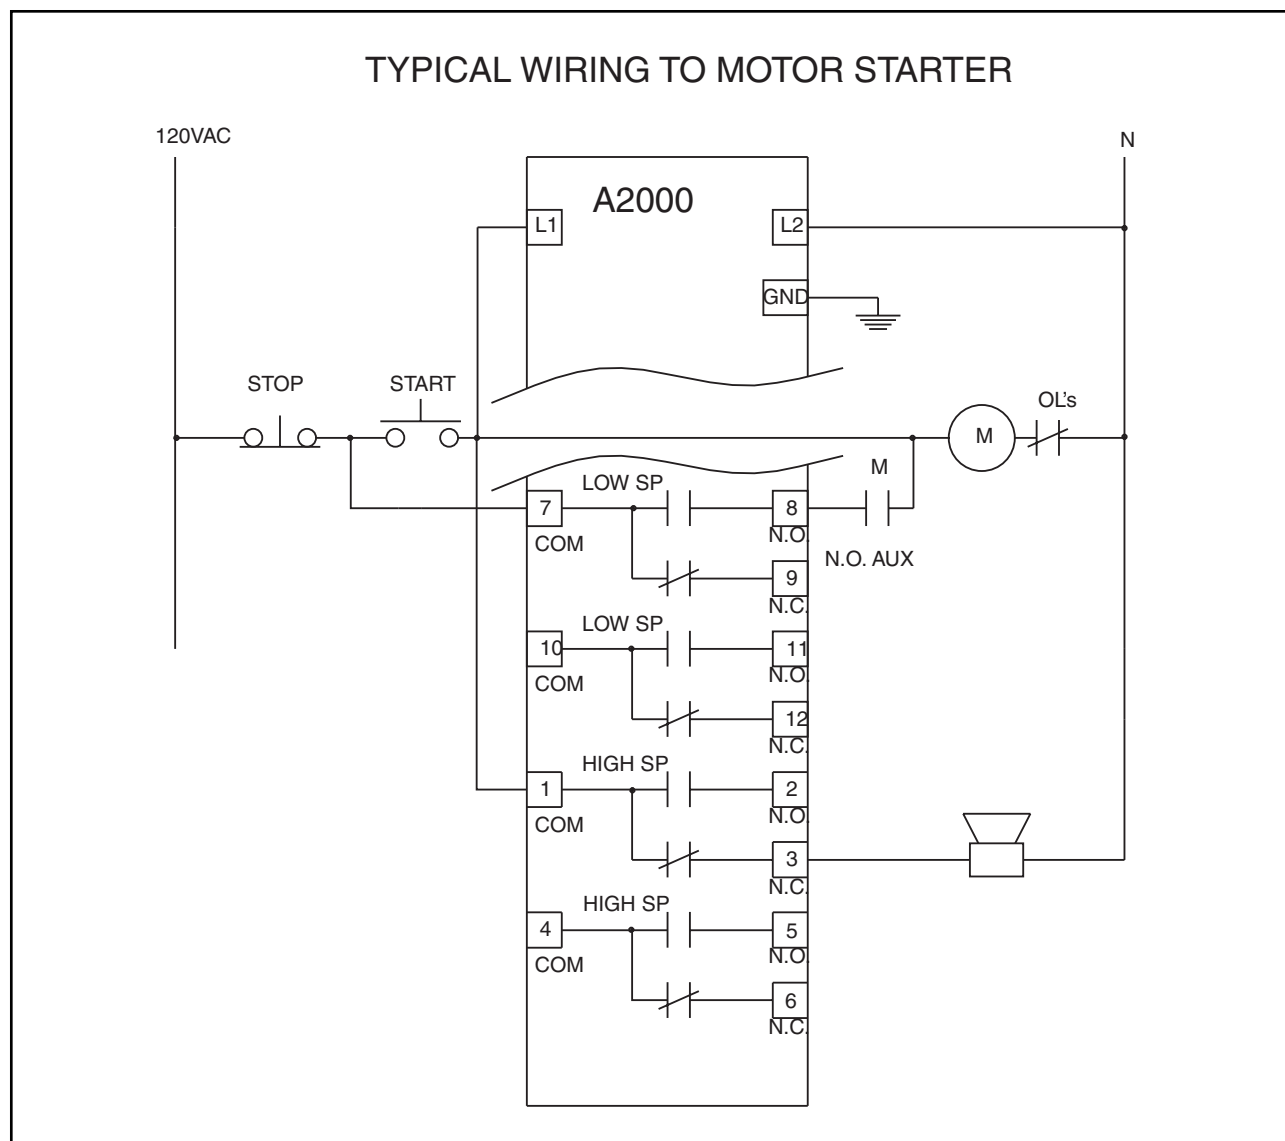 TYPICAL WIRING TO MOTOR STARTER
120VAC
N
A2000
L1
L2
GND
STOP
START
OL's
M
LOW SP
M
7
8
COM
N.O.
N.O. AUX
9
N.C.
LOW SP
10
11
COM
N.O.
12
N.C.
HIGH SP
1
2
COM
N.O.
3
N.C.
HIGH SP
4
5
COM
N.O.
6
N.C.